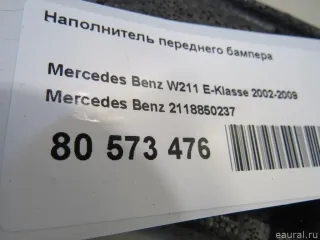 Наполнитель переднего бампера
Mercedes Benz W211 E-Klasse 2002-2009
Mercedes Benz 2118850237
80 573 476
eaural.ru